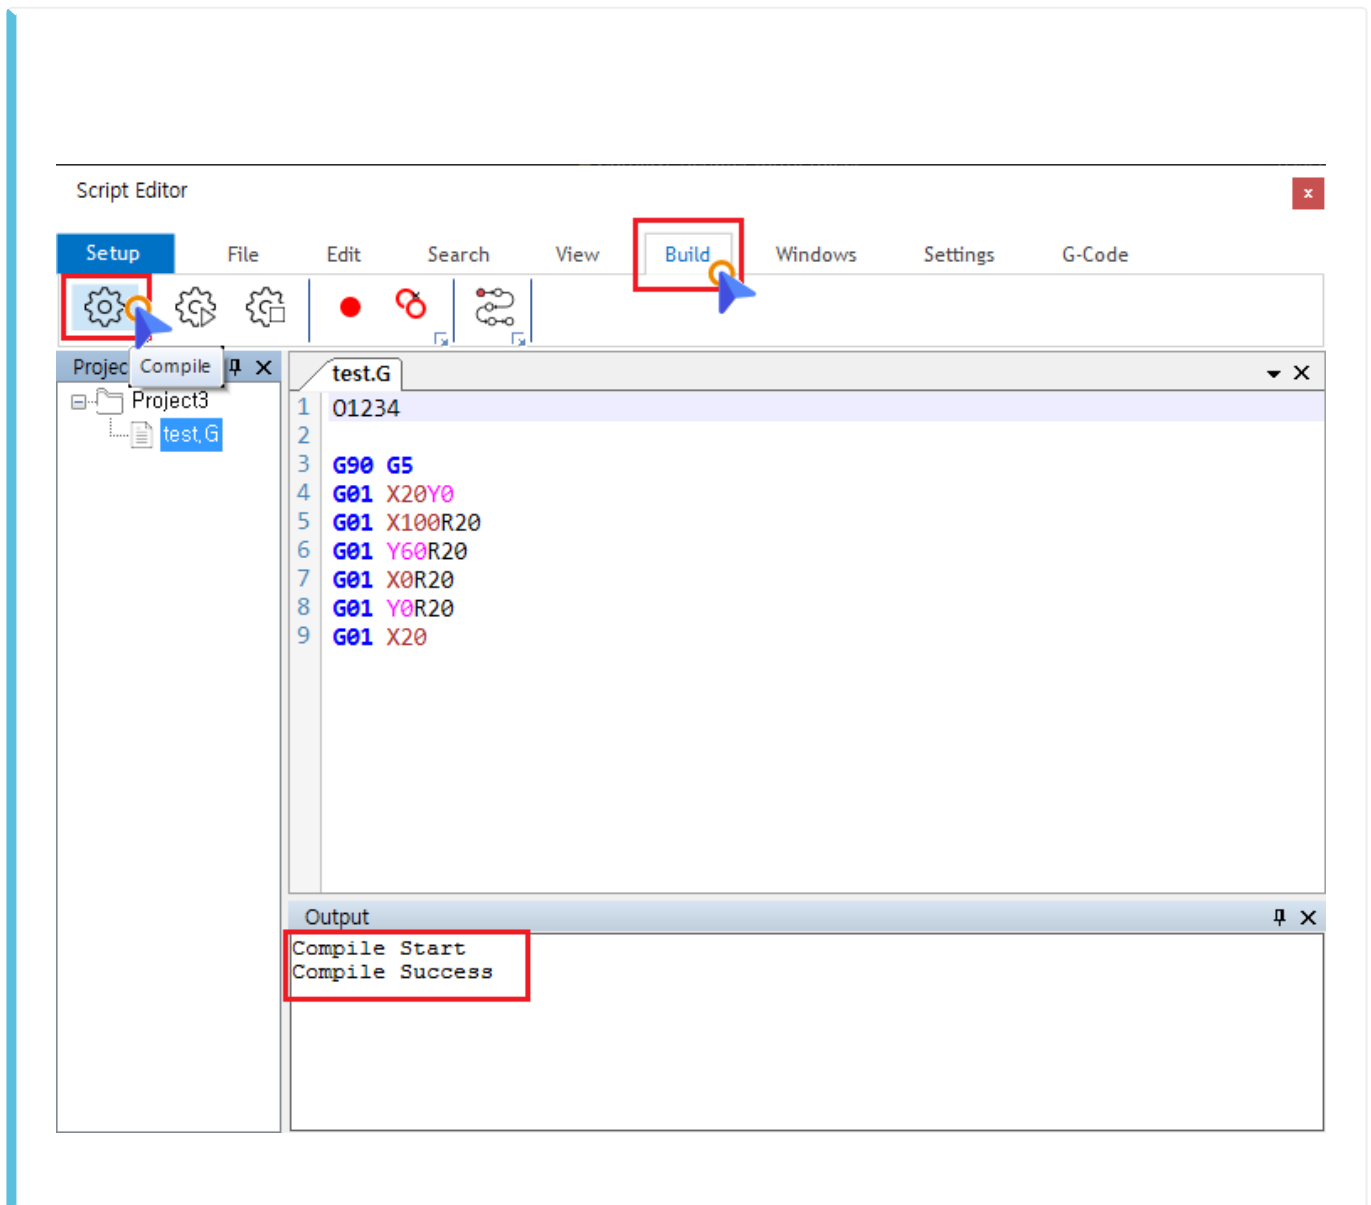 Script Editor
x
Setup File Edit Search View Build Windows Settings G-Code
Compile
Project3
test.G
test.G
1 O1234
2
3 G90 G5
4 G01 X20Y0
5 G01 X100R20
6 G01 Y60R20
7 G01 X0R20
8 G01 Y0R20
9 G01 X20
Output
Compile Start
Compile Success